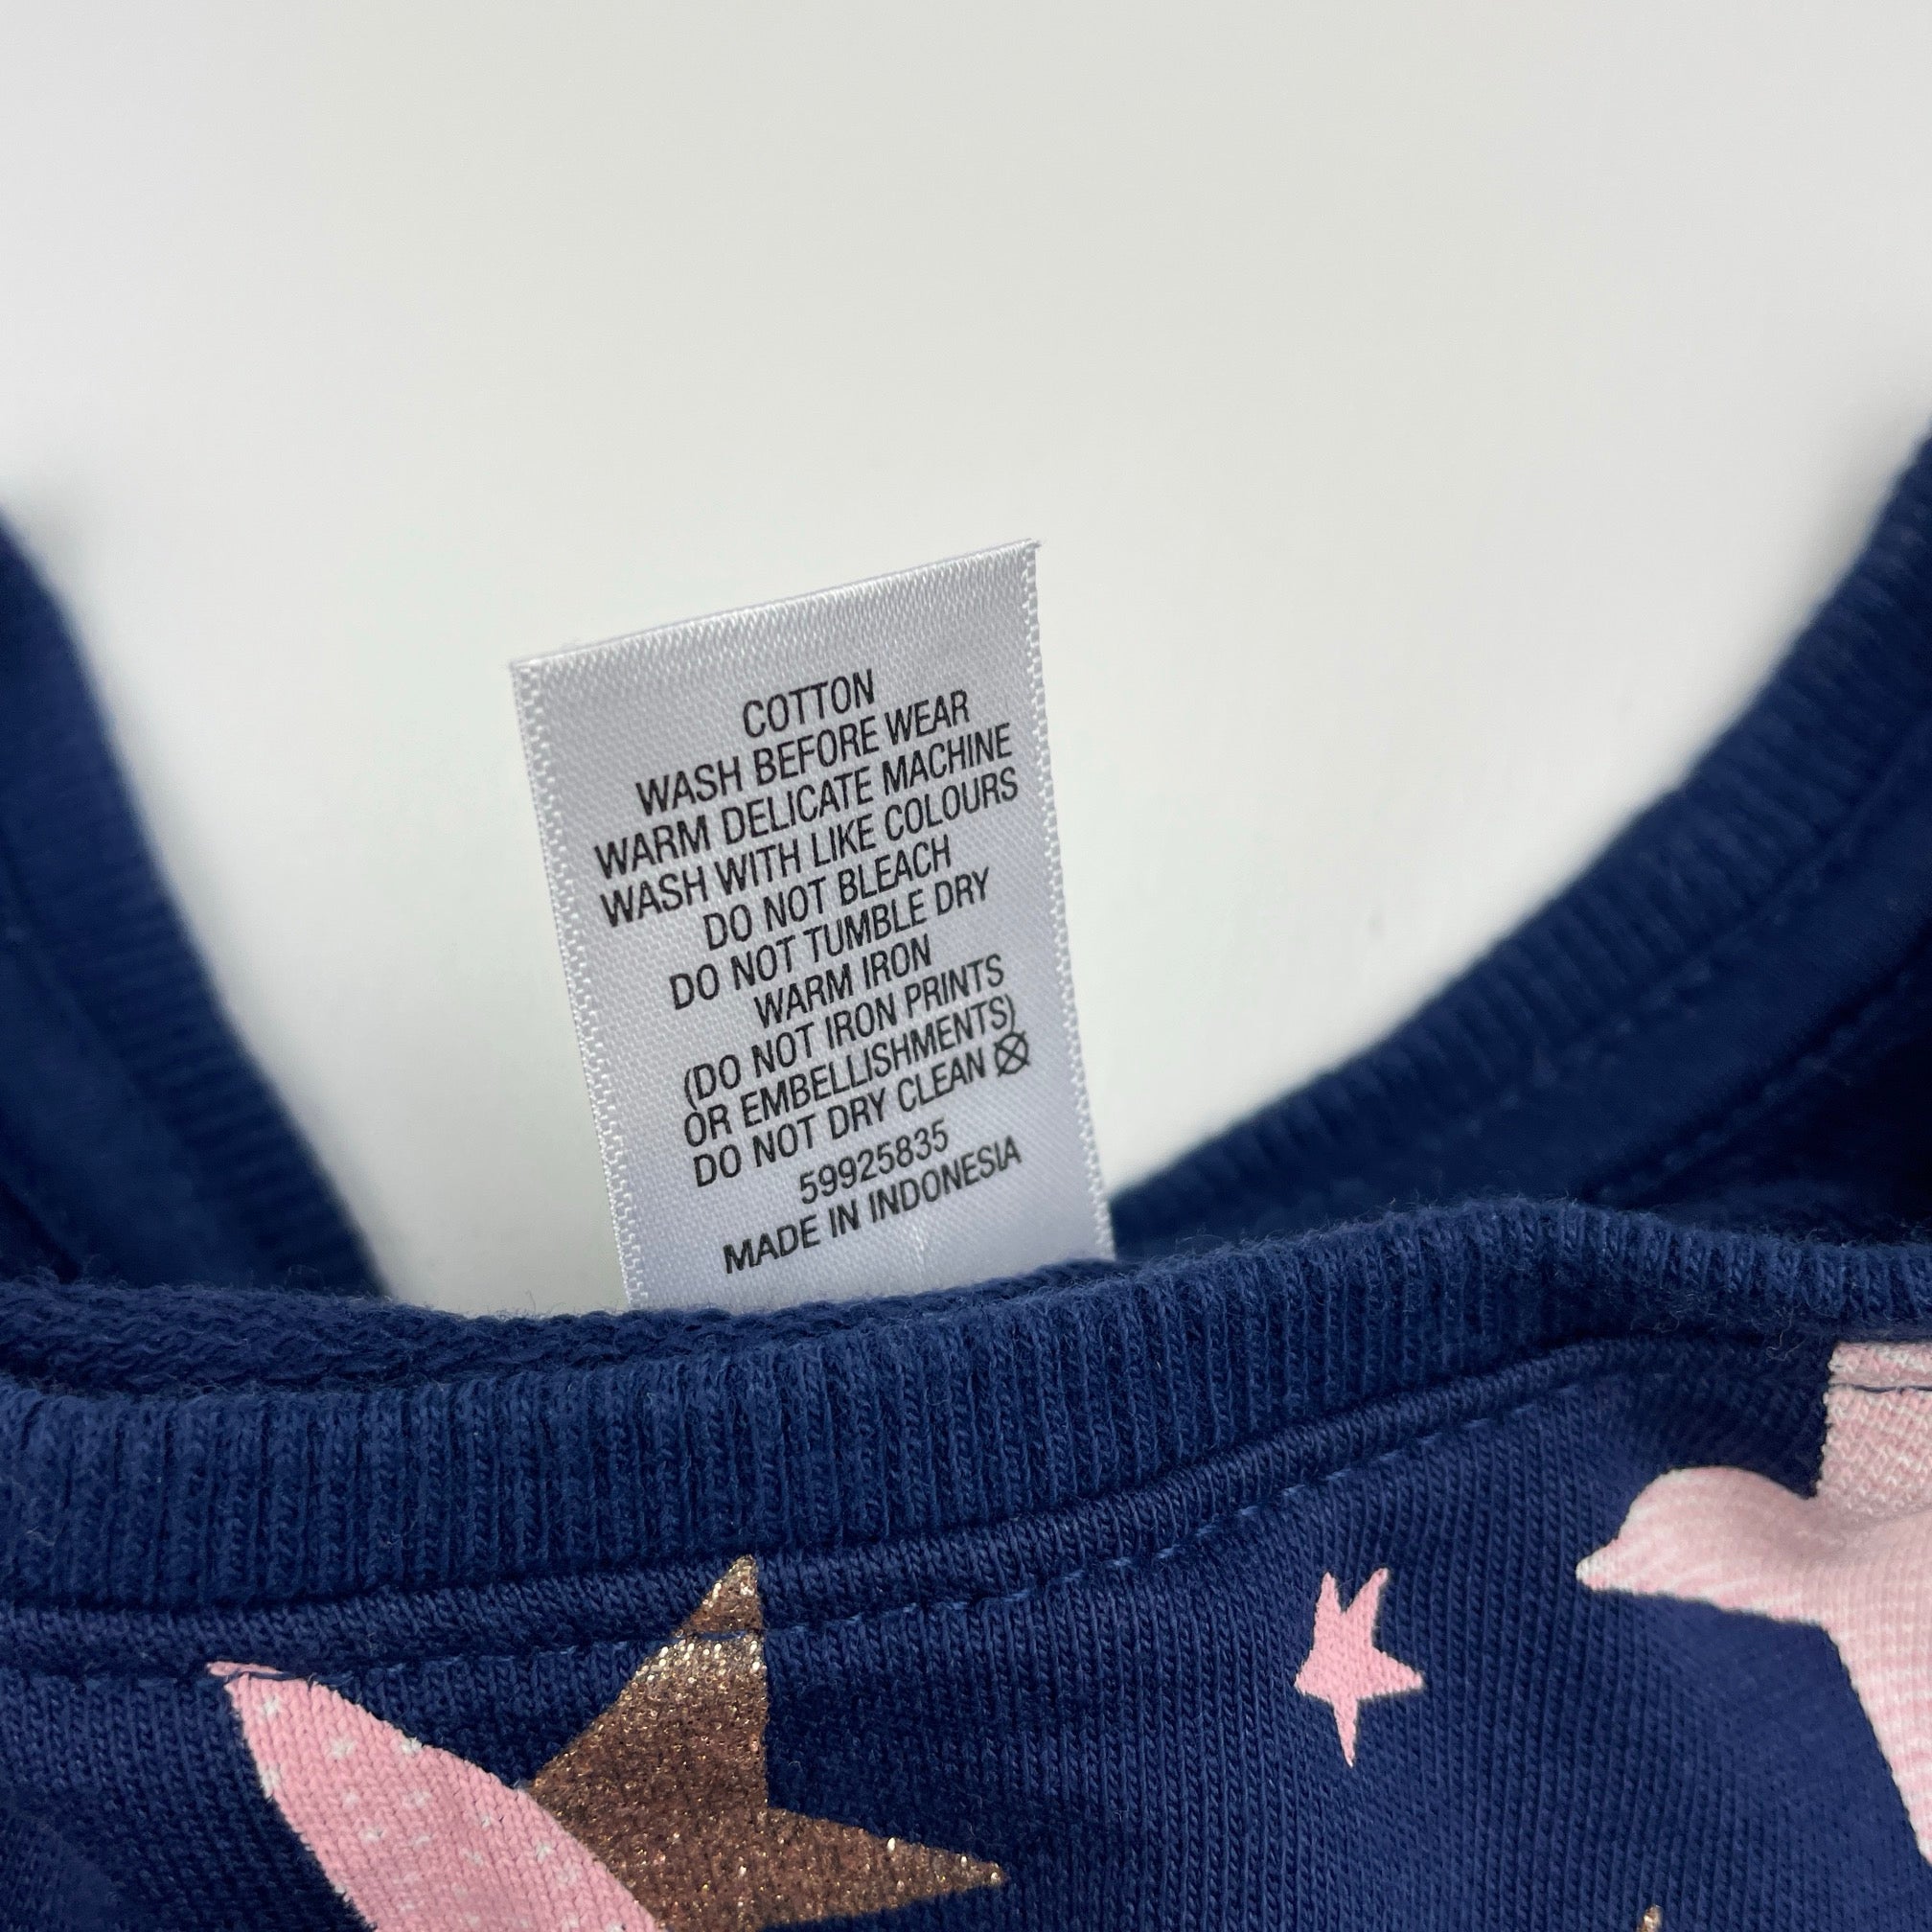 COTTON
WASH BEFORE WEAR
WARM DELICATE MACHINE
WASH WITH LIKE COLOURS
DO NOT BLEACH
DO NOT TUMBLE DRY
WARM IRON
(DO NOT IRON PRINTS
OR EMBELLISHMENTS)
DO NOT DRY CLEAN
59925835
MADE IN INDONESIA